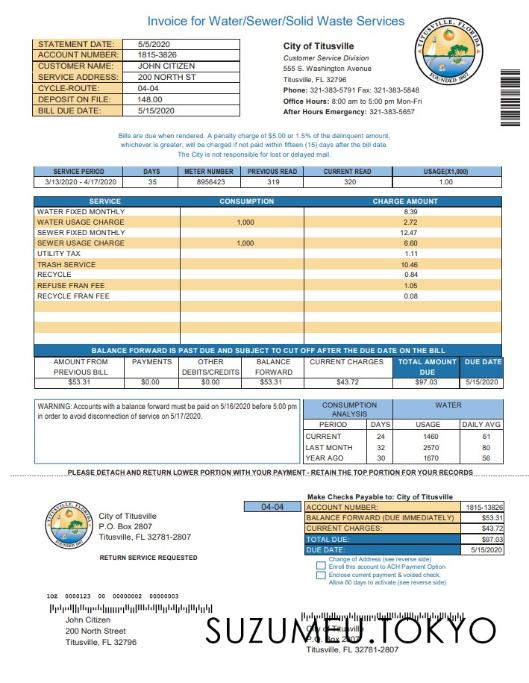 Invoice for Water/Sewer/Solid Waste Services
STATEMENT DATE: 5/5/2020
ACCOUNT NUMBER: 1815-3826
CUSTOMER NAME: JOHN CITIZEN
SERVICE ADDRESS: 200 NORTH ST
CYCLE-ROUTE: 04-04
DEPOSIT ON FILE: 148.00
BILL DUE DATE: 5/15/2020
City of Titusville
Customer Service Division
555 S. Washington Avenue
Titusville, FL 32796
Phone: 321-383-5791 Fax: 321-383-5848
Office Hours: 8:00 am to 5:00 pm Mon-Fri
After Hours Emergency: 321-383-5657
TITUSVILLE, FLORIDA
FOUNDED 1867
Bills are due when rendered. A penalty charge of $5.00 or 1.5% of the delinquent amount,
whichever is greater, will be charged if not paid within fifteen (15) days after the bill date.
The City is not responsible for lost or delayed mail.
SERVICE PERIOD DAYS METER NUMBER PREVIOUS READ CURRENT READ USAGE(X1,000)
3/13/2020 - 4/17/2020 35 8956423 319 320 1.00
SERVICE CONSUMPTION CHARGE AMOUNT
WATER FIXED MONTHLY 8.39
WATER USAGE CHARGE 1,000 2.72
SEWER FIXED MONTHLY 12.47
SEWER USAGE CHARGE 1,000 6.60
UTILITY TAX 1.11
TRASH SERVICE 10.46
RECYCLE 0.84
REFUSE FRAN FEE 1.05
RECYCLE FRAN FEE 0.08
BALANCE FORWARD IS PAST DUE AND SUBJECT TO CUT OFF AFTER THE DUE DATE ON THE BILL
AMOUNT FROM PREVIOUS BILL PAYMENTS OTHER DEBITS/CREDITS BALANCE FORWARD CURRENT CHARGES TOTAL AMOUNT DUE DUE DATE
$53.31 $0.00 $0.00 $53.31 $43.72 $97.03 5/15/2020
WARNING: Accounts with a balance forward must be paid on 5/16/2020 before 5:00 pm
in order to avoid disconnection of service on 5/17/2020.
CONSUMPTION ANALYSIS WATER
PERIOD DAYS USAGE DAILY AVG
CURRENT 24 1460 61
LAST MONTH 32 2570 80
YEAR AGO 30 1670 56
PLEASE DETACH AND RETURN LOWER PORTION WITH YOUR PAYMENT - RETAIN THE TOP PORTION FOR YOUR RECORDS
TITUSVILLE, FLORIDA
City of Titusville
P.O. Box 2807
Titusville, FL 32781-2807
RETURN SERVICE REQUESTED
04-04
Make Checks Payable to: City of Titusville
ACCOUNT NUMBER: 1815-13826
BALANCE FORWARD (DUE IMMEDIATELY) $53.31
CURRENT CHARGES: $43.72
TOTAL DUE: $97.03
DUE DATE: 5/15/2020
Change of Address (see reverse side)
Enroll this account to ACH Payment Option
Enclose current payment & voided check.
Allow 60 days to activate (see reverse side)
10Z 0000123 00 00000002 00000003
John Citizen
200 North Street
Titusville, FL 32796
City of Titusville
P.O. Box 2807
Titusville, FL 32781-2807
SUZUMEU.TOKYO